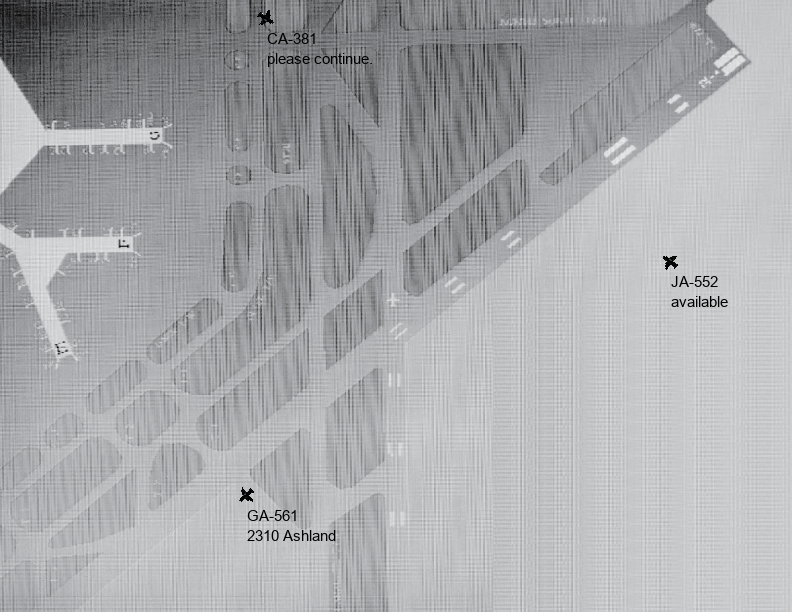 CA-381
please continue.
G
F
JA-552
available
E
GA-561
2310 Ashland